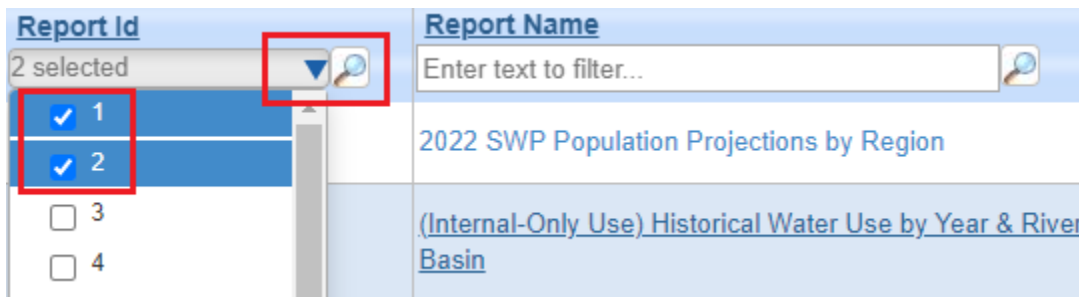 Report Id
Report Name
2 selected
Enter text to filter...
1
2022 SWP Population Projections by Region
2
3
(Internal-Only Use) Historical Water Use by Year & River
Basin
4